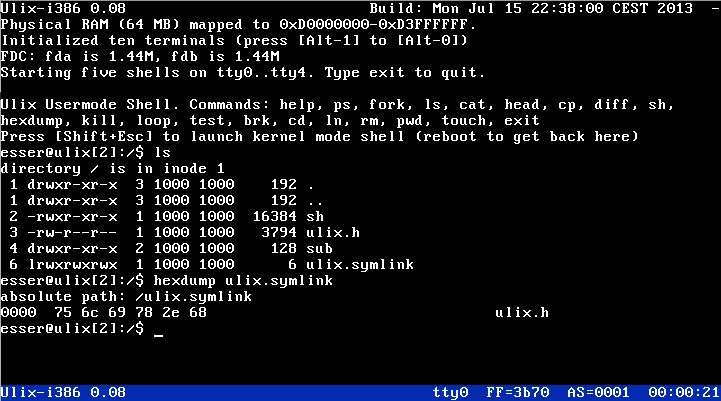 Ulix-i386 0.08 Build: Mon Jul 15 22:38:00 CEST 2013 -
Physical RAM (64 MB) mapped to 0xD0000000-0xD3FFFFFF.
Initialized ten terminals (press [Alt-1] to [Alt-0])
FDC: fda is 1.44M, fdb is 1.44M
Starting five shells on tty0..tty4. Type exit to quit.
Ulix Usermode Shell. Commands: help, ps, fork, ls, cat, head, cp, diff, sh,
hexdump, kill, loop, test, brk, cd, ln, rm, pwd, touch, exit
Press [Shift+Esc] to launch kernel mode shell (reboot to get back here)
esser@ulix[2]:/$ ls
directory / is in inode 1
1 drwxr-xr-x 3 1000 1000 192 .
1 drwxr-xr-x 3 1000 1000 192 ..
2 -rwxr-xr-x 1 1000 1000 16384 sh
3 -rw-r--r-- 1 1000 1000 3794 ulix.h
4 drwxr-xr-x 2 1000 1000 128 sub
6 lrwxrwxrwx 1 1000 1000 6 ulix.symlink
esser@ulix[2]:/$ hexdump ulix.symlink
absolute path: /ulix.symlink
0000 75 6c 69 78 2e 68 ulix.h
esser@ulix[2]:/$ _
Ulix-i386 0.08 tty0 FF=3b70 AS=0001 00:00:21